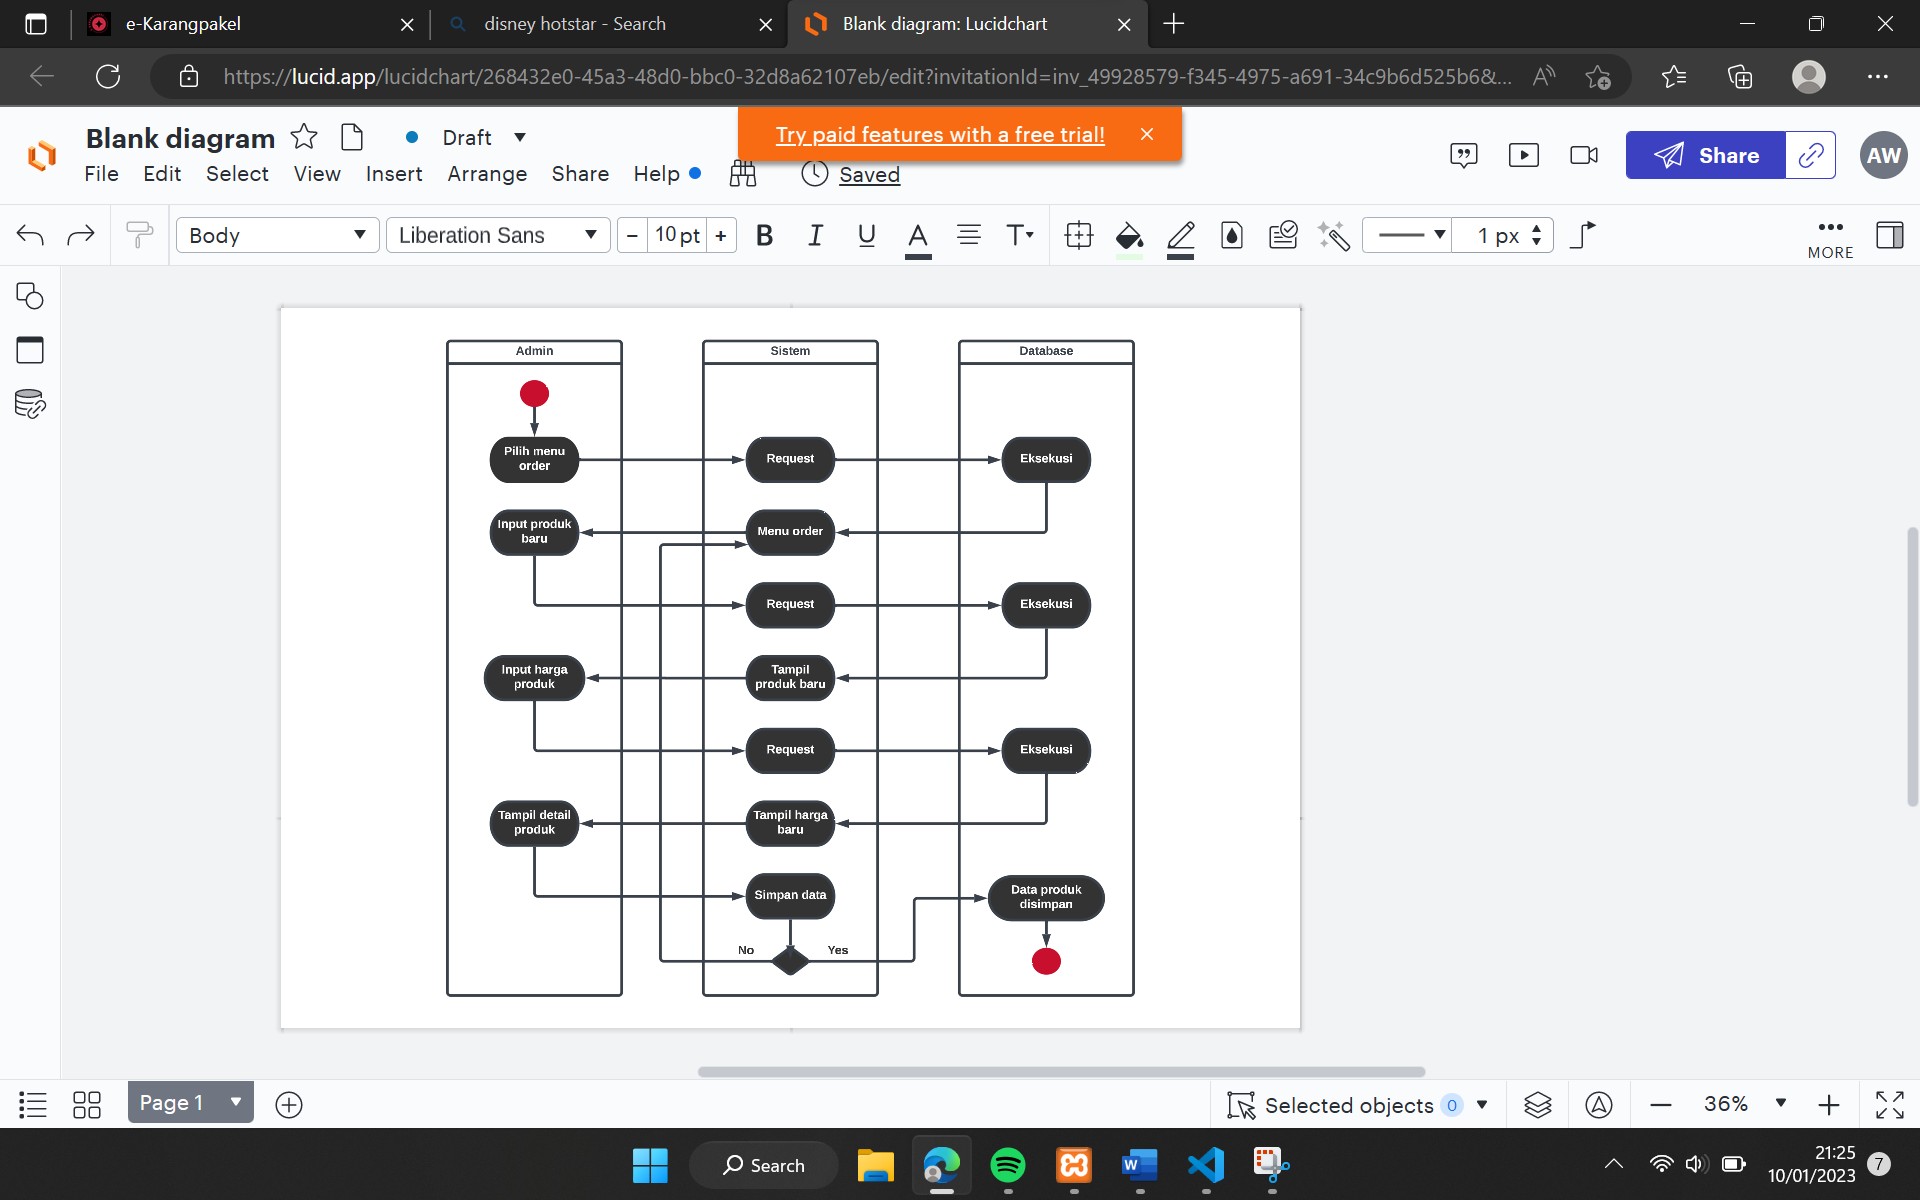 e-Karangpakel
disney hotstar - Search
Blank diagram: Lucidchart
https://lucid.app/lucidchart/268432e0-45a3-48d0-bbc0-32d8a62107eb/edit?invitationId=inv_49928579-f345-4975-a691-34c9b6d525b6&...
Try paid features with a free trial!
Blank diagram
Draft
File Edit Select View Insert Arrange Share Help
Saved
Share
AW
Body
Liberation Sans
- 10 pt +
B I U A T
1 px
MORE
Admin
Sistem
Database
Pilih menu
order
Request
Eksekusi
Input produk
baru
Menu order
Request
Eksekusi
Input harga
produk
Tampil
produk baru
Request
Eksekusi
Tampil detail
produk
Tampil harga
baru
Simpan data
Data produk
disimpan
No
Yes
Page 1
Selected objects 0
36%
Search
21:25
10/01/2023
7